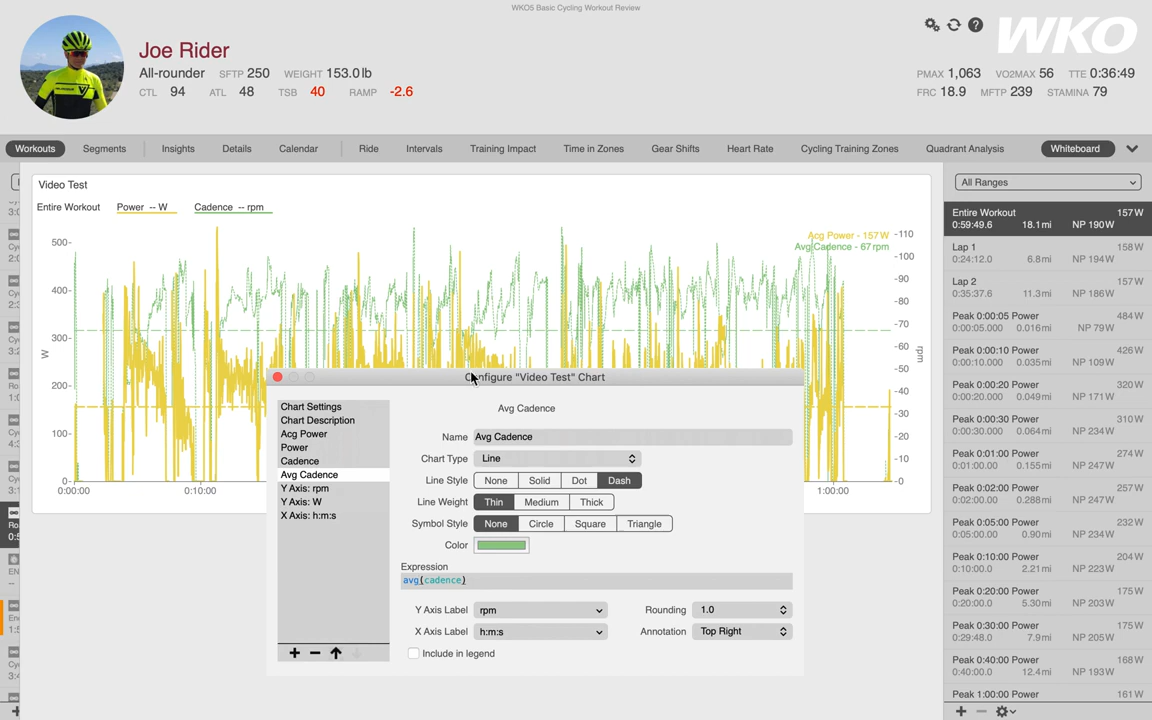 WKO5 Basic Cycling Workout Review
Joe Rider
All-rounder SFTP 250 WEIGHT 153.0 lb
CTL 94 ATL 48 TSB 40 RAMP -2.6
WKO
PMAX 1,063 VO2MAX 56 TTE 0:36:49
FRC 18.9 MFTP 239 STAMINA 79
Workouts Segments Insights Details Calendar Ride Intervals Training Impact Time in Zones Gear Shifts Heart Rate Cycling Training Zones Quadrant Analysis Whiteboard
Video Test
Entire Workout Power -- W Cadence -- rpm
Acg Power - 157 W
Avg Cadence - 67 rpm
500-
400-
300-
200-
100-
0-
W
-110
-100
-90
-80
-70
-60
-50
-40
-30
-20
-10
-0
rpm
0:00:00 0:10:00 1:00:00
Configure "Video Test" Chart
Chart Settings
Chart Description
Acg Power
Power
Cadence
Avg Cadence
Y Axis: rpm
Y Axis: W
X Axis: h:m:s
Avg Cadence
Name Avg Cadence
Chart Type Line
Line Style None Solid Dot Dash
Line Weight Thin Medium Thick
Symbol Style None Circle Square Triangle
Color
Expression
avg(cadence)
Y Axis Label rpm Rounding 1.0
X Axis Label h:m:s Annotation Top Right
Include in legend
All Ranges
Entire Workout 157 W
0:59:49.6 18.1 mi NP 190 W
Lap 1 158 W
0:24:12.0 6.8 mi NP 194 W
Lap 2 157 W
0:35:37.6 11.3 mi NP 186 W
Peak 0:00:05 Power 484 W
0:00:05.000 0.016 mi NP 79 W
Peak 0:00:10 Power 426 W
0:00:10.000 0.035 mi NP 109 W
Peak 0:00:20 Power 320 W
0:00:20.000 0.049 mi NP 171 W
Peak 0:00:30 Power 310 W
0:00:30.000 0.064 mi NP 234 W
Peak 0:01:00 Power 274 W
0:01:00.00 0.155 mi NP 247 W
Peak 0:02:00 Power 257 W
0:02:00.00 0.288 mi NP 247 W
Peak 0:05:00 Power 232 W
0:05:00.00 0.90 mi NP 234 W
Peak 0:10:00 Power 204 W
0:10:00.0 2.21 mi NP 223 W
Peak 0:20:00 Power 175 W
0:20:00.0 5.30 mi NP 203 W
Peak 0:30:00 Power 175 W
0:29:48.0 7.9 mi NP 205 W
Peak 0:40:00 Power 168 W
0:40:00.0 12.4 mi NP 193 W
Peak 1:00:00 Power 161 W